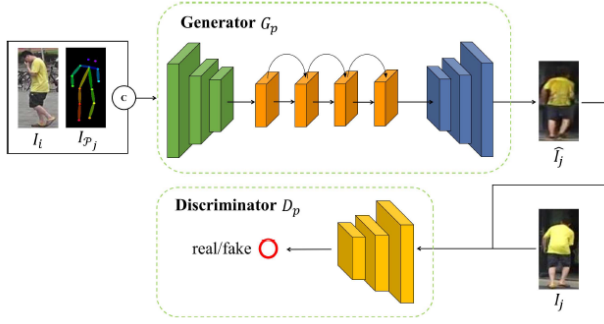 Generator G_p
C
I_i
I_{𝒫_j}
Î_j
Discriminator D_p
real/fake
I_j